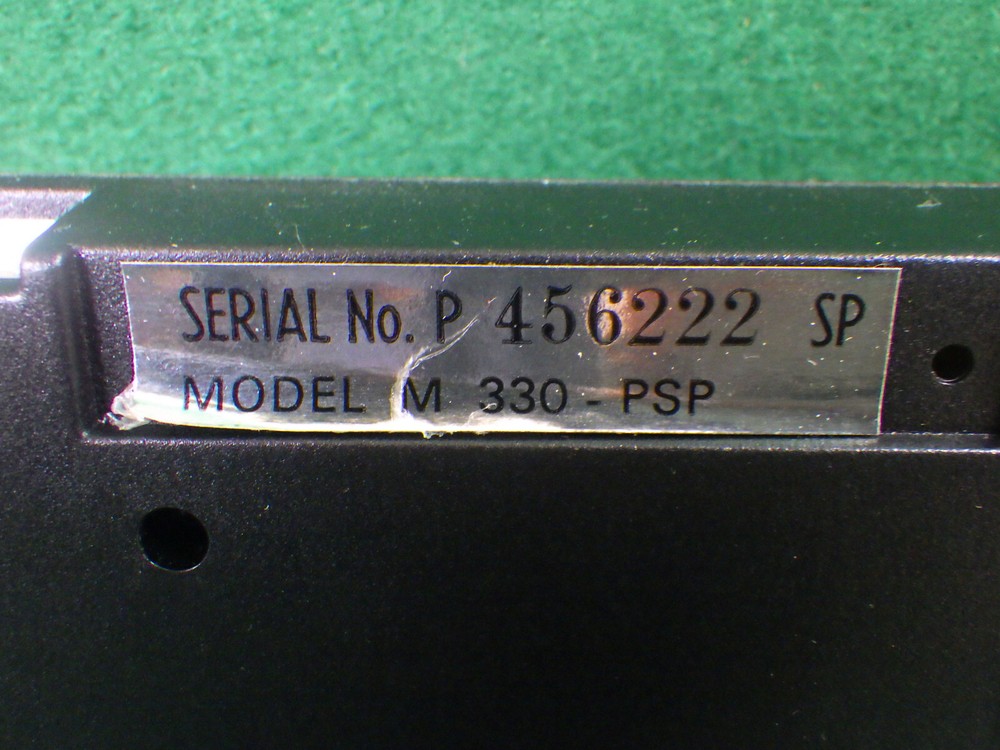 SERIAL No. P 456222 SP
MODEL M 330 - PSP